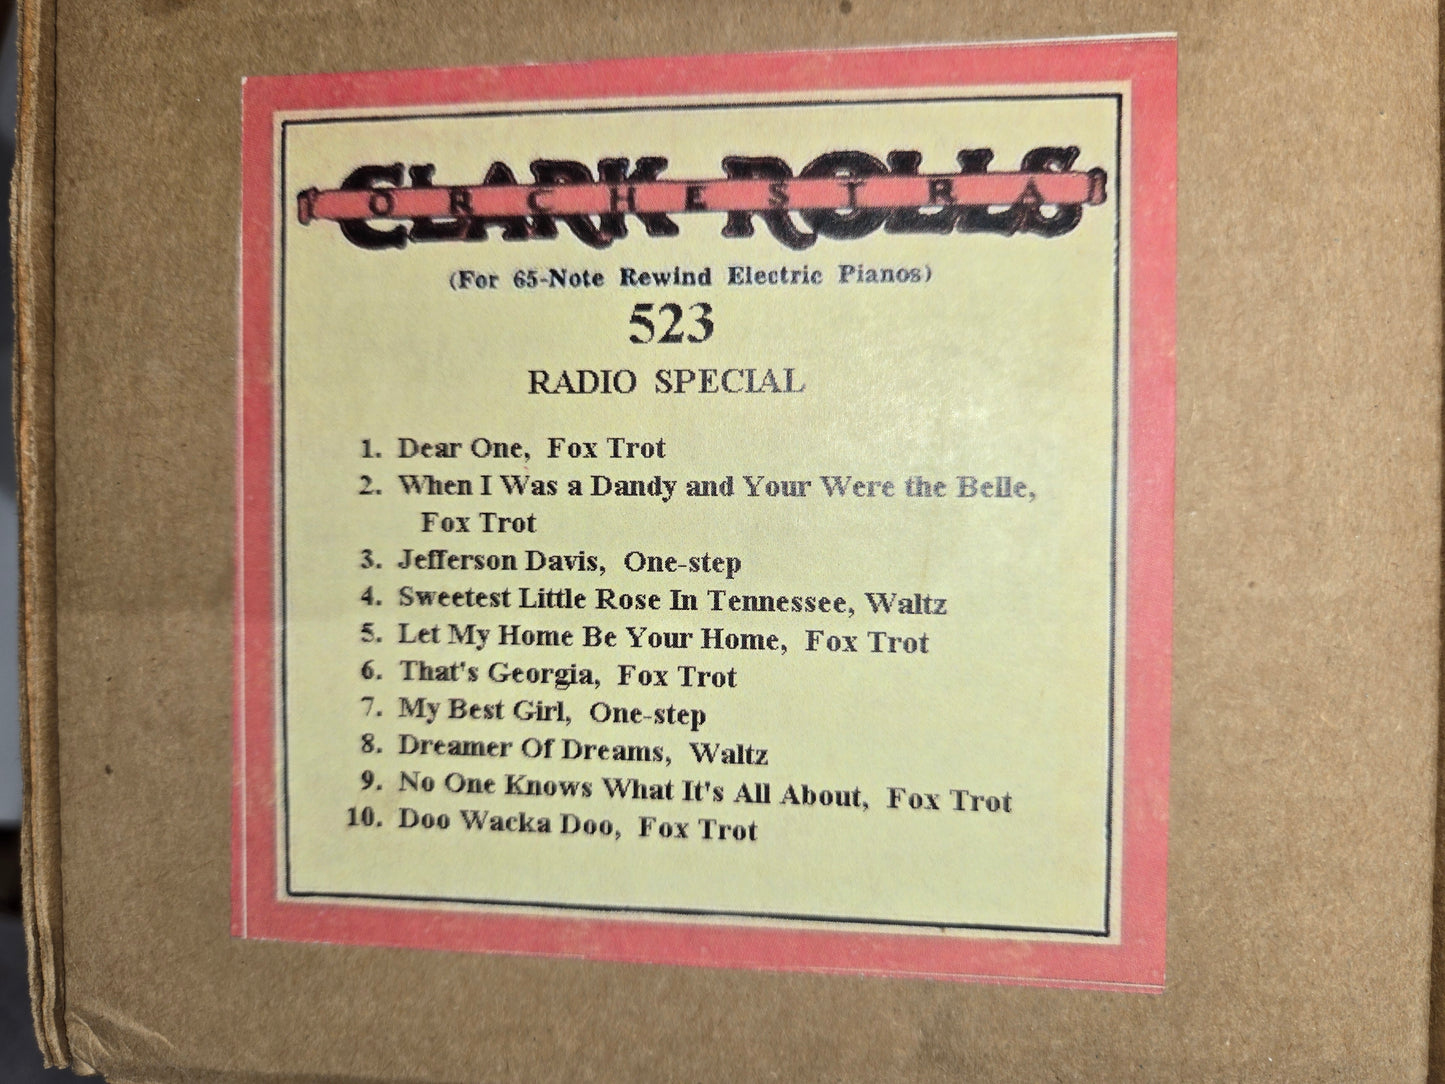 CLARK ROLLS
ORCHESTRA
(For 65-Note Rewind Electric Pianos)
523
RADIO SPECIAL
1. Dear One, Fox Trot
2. When I Was a Dandy and Your Were the Belle,
Fox Trot
3. Jefferson Davis, One-step
4. Sweetest Little Rose In Tennessee, Waltz
5. Let My Home Be Your Home, Fox Trot
6. That's Georgia, Fox Trot
7. My Best Girl, One-step
8. Dreamer Of Dreams, Waltz
9. No One Knows What It's All About, Fox Trot
10. Doo Wacka Doo, Fox Trot